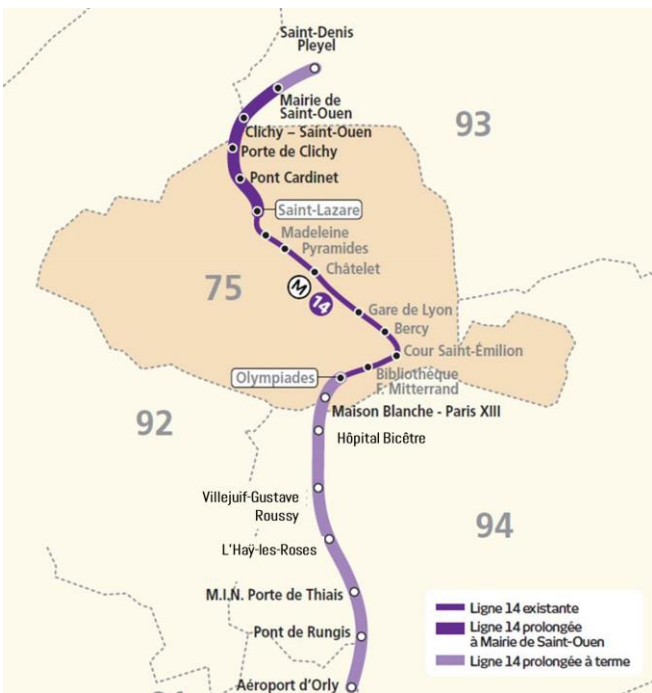 Saint-Denis
Pleyel
Mairie de
Saint-Ouen
93
Clichy – Saint-Ouen
Porte de Clichy
Pont Cardinet
Saint-Lazare
Madeleine
Pyramides
Châtelet
75
M
14
Gare de Lyon
Bercy
Cour Saint-Émilion
Bibliothèque
F. Mitterrand
Olympiades
Maison Blanche - Paris XIII
92
Hôpital Bicêtre
Villejuif-Gustave
Roussy
94
L'Haÿ-les-Roses
M.I.N. Porte de Thiais
Pont de Rungis
Aéroport d'Orly
Ligne 14 existante
Ligne 14 prolongée
à Mairie de Saint-Ouen
Ligne 14 prolongée à terme